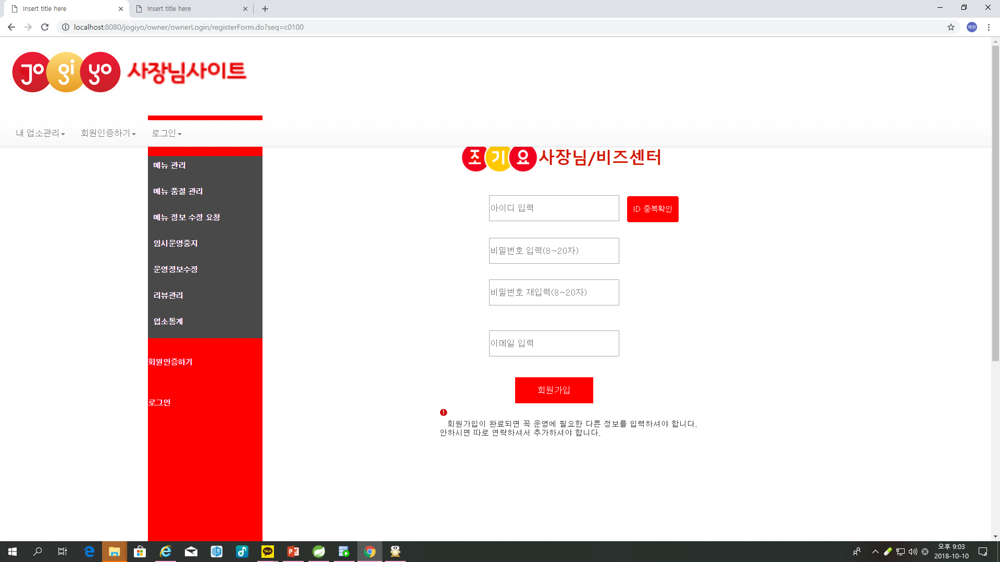 Insert title here
Insert title here
localhost:8080/jogiyo/owner/ownerLogin/registerForm.do?seq=c0100
혜원
Jo gi yo 사장님사이트
내 업소관리 회원인증하기 로그인
조기요 사장님/비즈센터
메뉴 관리
메뉴 품절 관리
메뉴 정보 수정 요청
임시운영중지
운영정보수정
리뷰관리
업소통계
회원인증하기
로그인
아이디 입력
ID 중복확인
비밀번호 입력(8~20자)
비밀번호 재입력(8~20자)
이메일 입력
회원가입
회원가입이 완료되면 꼭 운영에 필요한 다른 정보를 입력하셔야 합니다.
안하시면 따로 연락하셔서 추가하셔야 합니다.
TALK
오후 9:03
2018-10-10